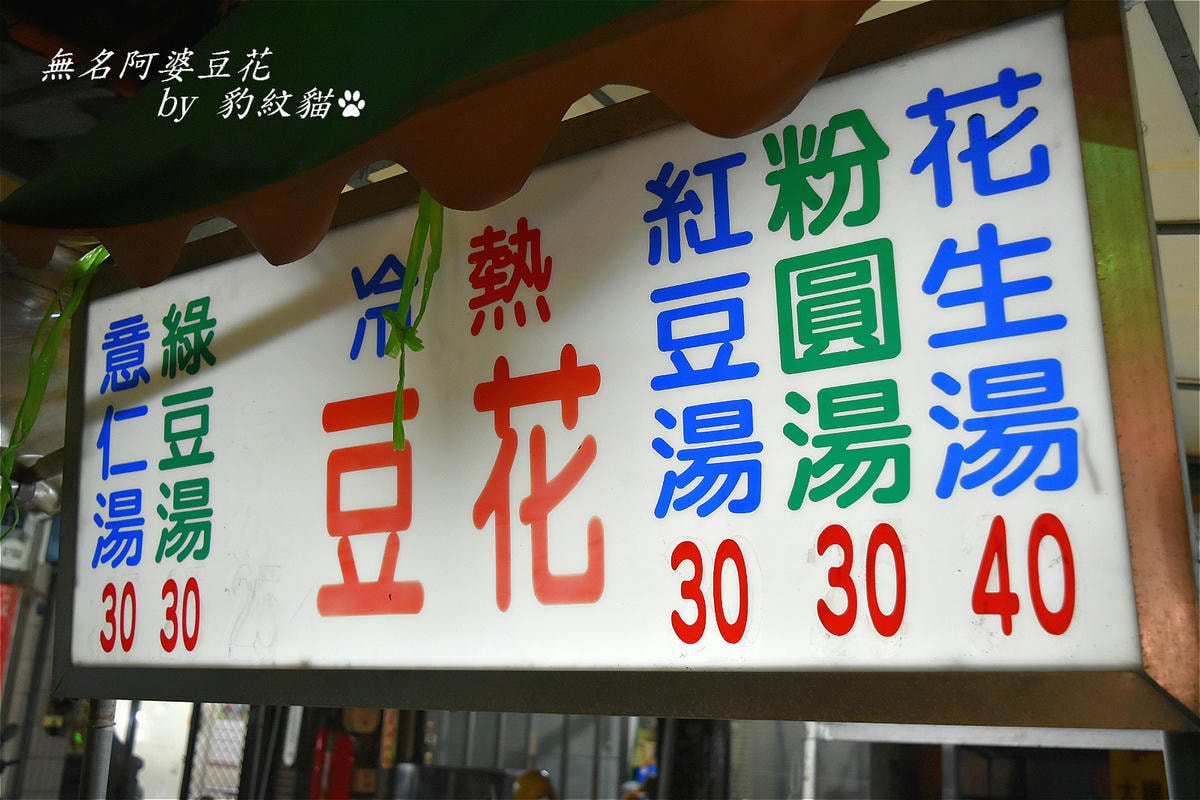 無名阿婆豆花
by 豹紋貓
花生湯 40
粉圓湯 30
紅豆湯 30
熱 冷
豆花
綠豆湯 30
意仁湯 30